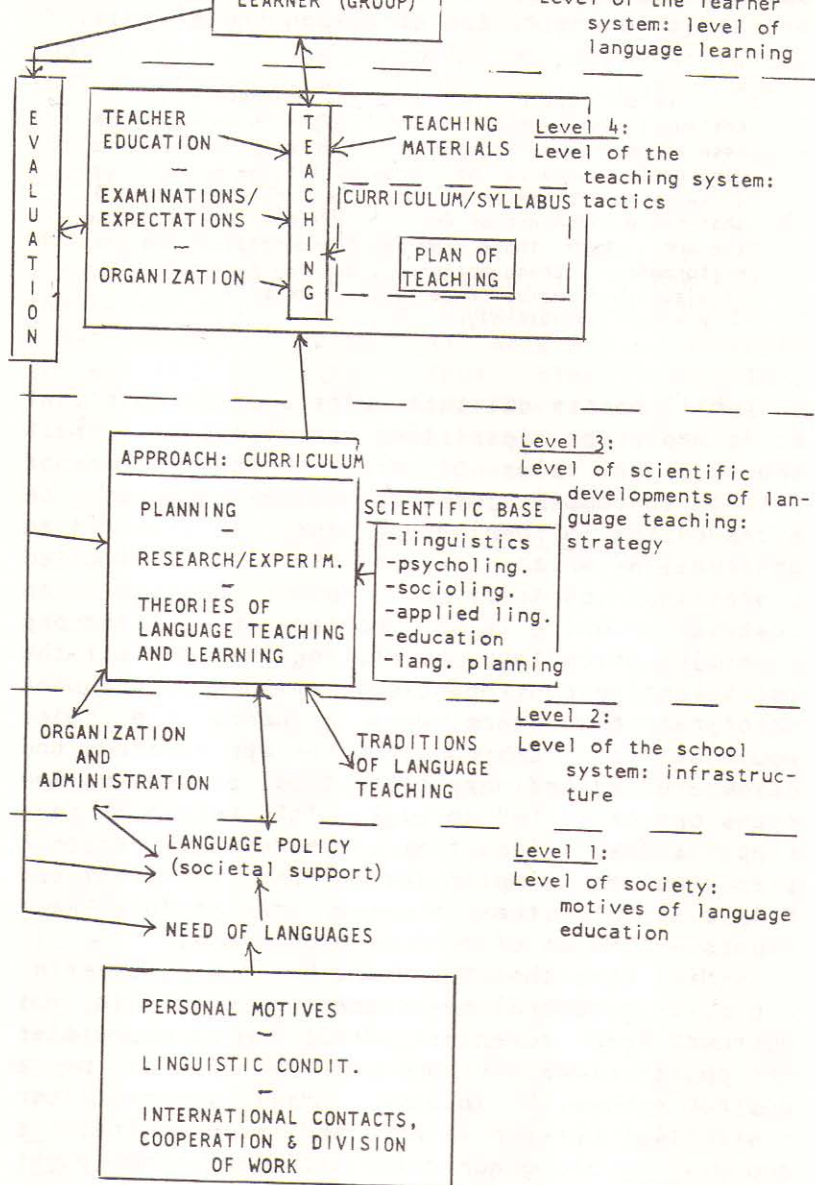 LEARNER (GROUP)
Level of the learner
system: level of
language learning
EVALUATION
TEACHER
EDUCATION
–
EXAMINATIONS/
EXPECTATIONS
–
ORGANIZATION
TEACHING
TEACHING
MATERIALS
CURRICULUM/SYLLABUS
PLAN OF
TEACHING
Level 4:
Level of the
teaching system:
tactics
APPROACH: CURRICULUM
PLANNING
–
RESEARCH/EXPERIM.
–
THEORIES OF
LANGUAGE TEACHING
AND LEARNING
SCIENTIFIC BASE
-linguistics
-psycholing.
-socioling.
-applied ling.
-education
-lang. planning
Level 3:
Level of scientific
developments of lan-
guage teaching:
strategy
ORGANIZATION
AND
ADMINISTRATION
TRADITIONS
OF LANGUAGE
TEACHING
Level 2:
Level of the school
system: infrastruc-
ture
LANGUAGE POLICY
(societal support)
NEED OF LANGUAGES
Level 1:
Level of society:
motives of language
education
PERSONAL MOTIVES
–
LINGUISTIC CONDIT.
–
INTERNATIONAL CONTACTS,
COOPERATION & DIVISION
OF WORK